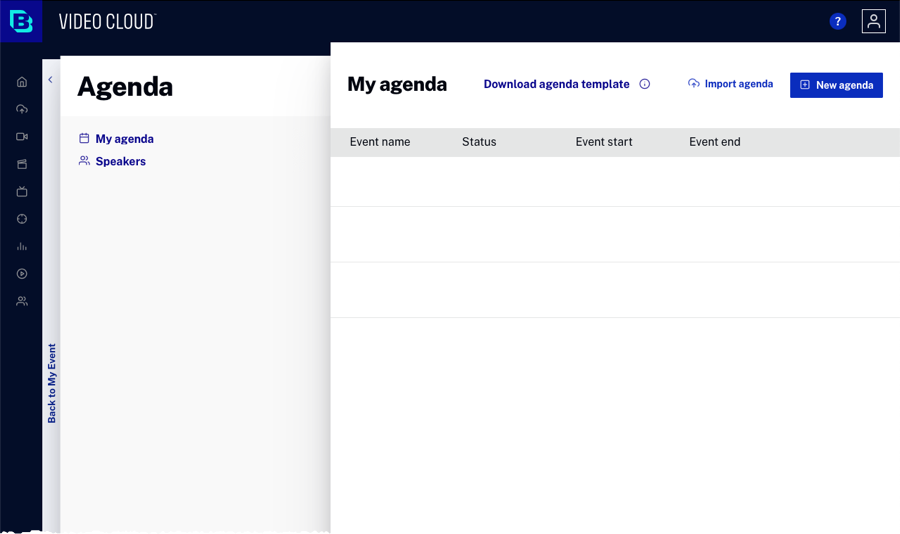 B
VIDEO CLOUD™
?
Agenda
My agenda
Speakers
Back to My Event
My agenda
Download agenda template
Import agenda
New agenda
Event name Status Event start Event end